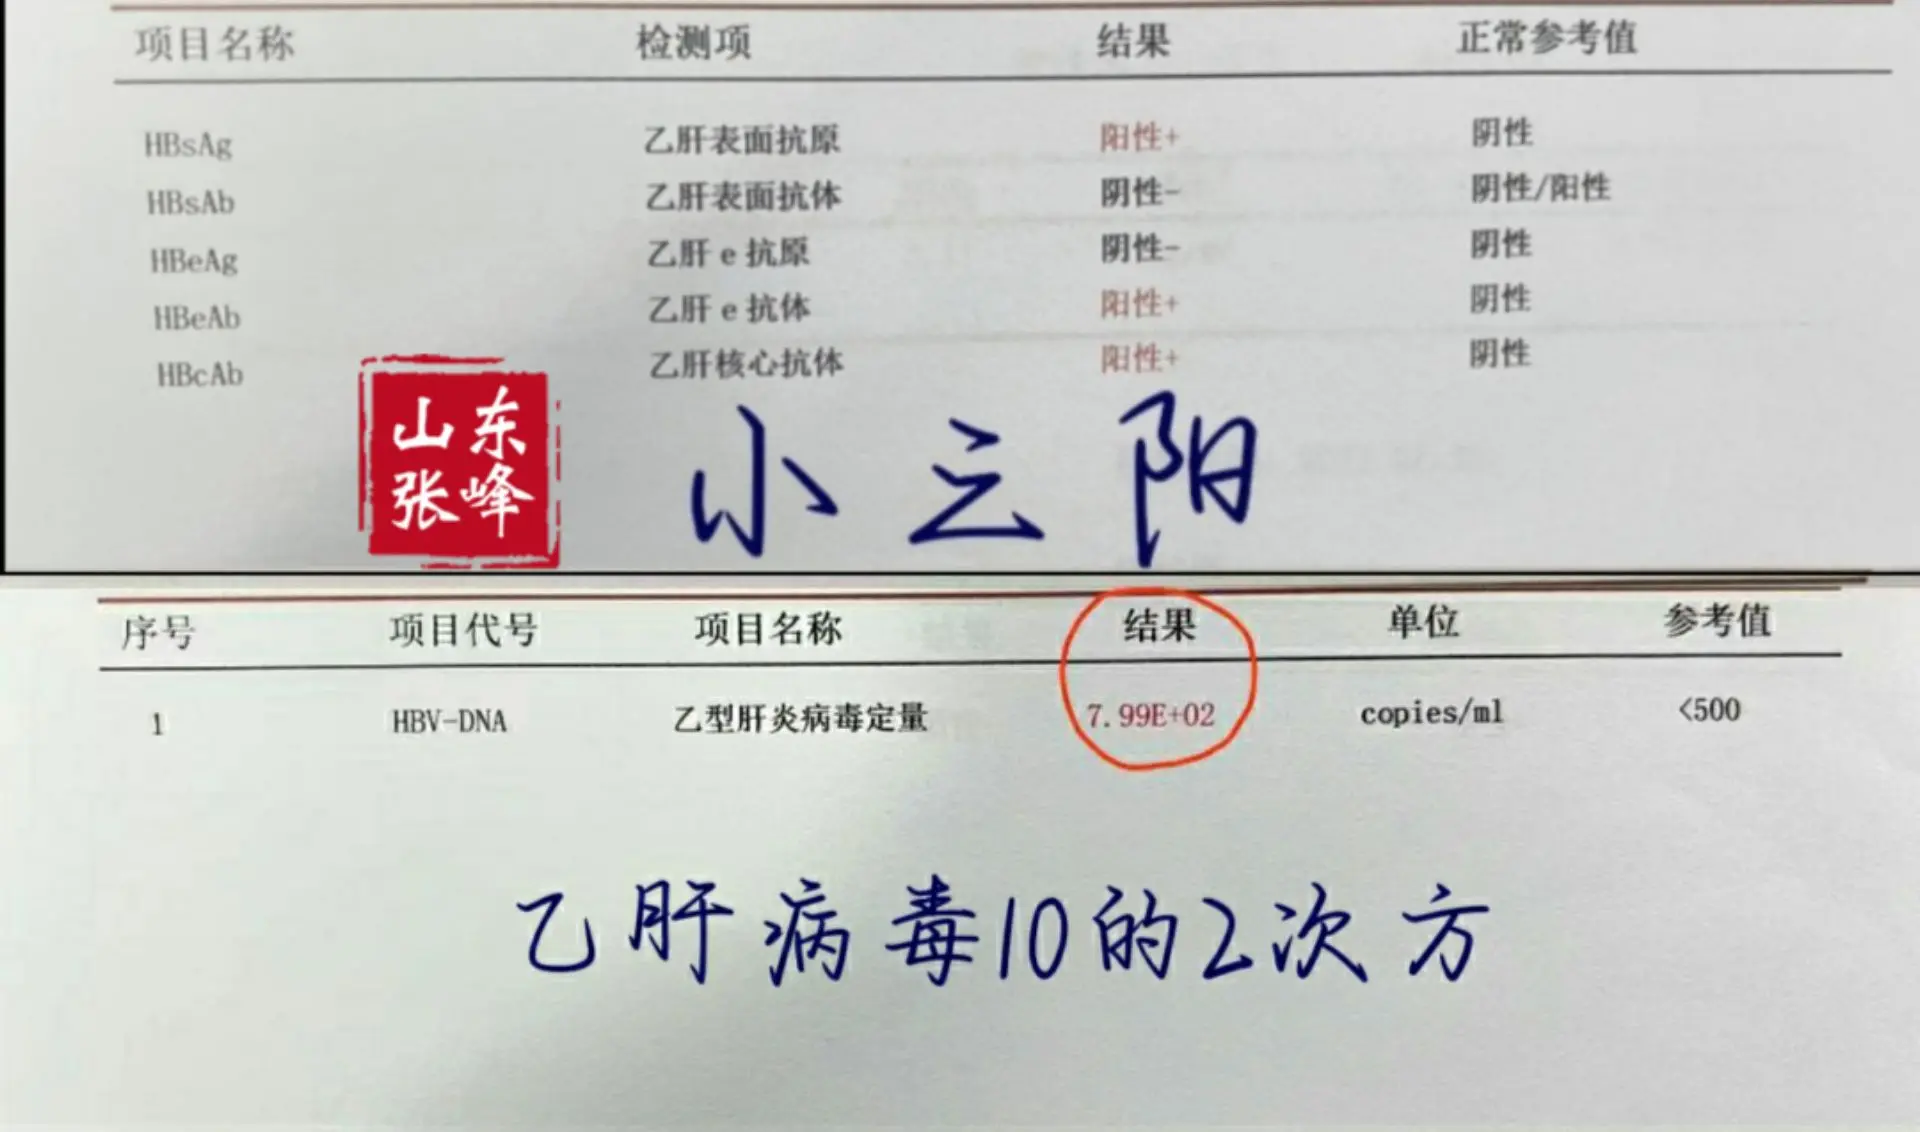 项目名称 检测项 结果 正常参考值
HBsAg 乙肝表面抗原 阳性+ 阴性
HBsAb 乙肝表面抗体 阴性- 阴性/阳性
HBeAg 乙肝 e 抗原 阴性- 阴性
HBeAb 乙肝 e 抗体 阳性+ 阴性
HBcAb 乙肝核心抗体 阳性+ 阴性
山东
张峰
小三阳
序号 项目代号 项目名称 结果 单位 参考值
1 HBV-DNA 乙型肝炎病毒定量 7.99E+02 copies/ml <500
乙肝病毒10的2次方